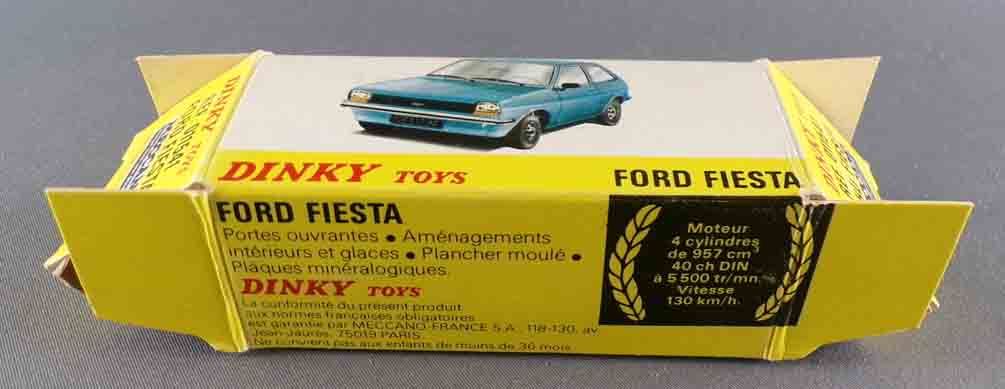 DINKY TOYS
FORD FIESTA
FORD FIESTA
Portes ouvrantes • Aménagements
intérieurs et glaces • Plancher moulé •
Plaques minéralogiques.
DINKY TOYS
La conformité du présent produit
aux normes françaises obligatoires
est garantie par MECCANO-FRANCE S.A., 118-130, av.
Jean-Jaurès, 75019 PARIS.
Ne convient pas aux enfants de moins de 36 mois.
Moteur
4 cylindres
de 957 cm³
40 ch DIN
à 5 500 tr/mn.
Vitesse
130 km/h.
DINKY TOYS